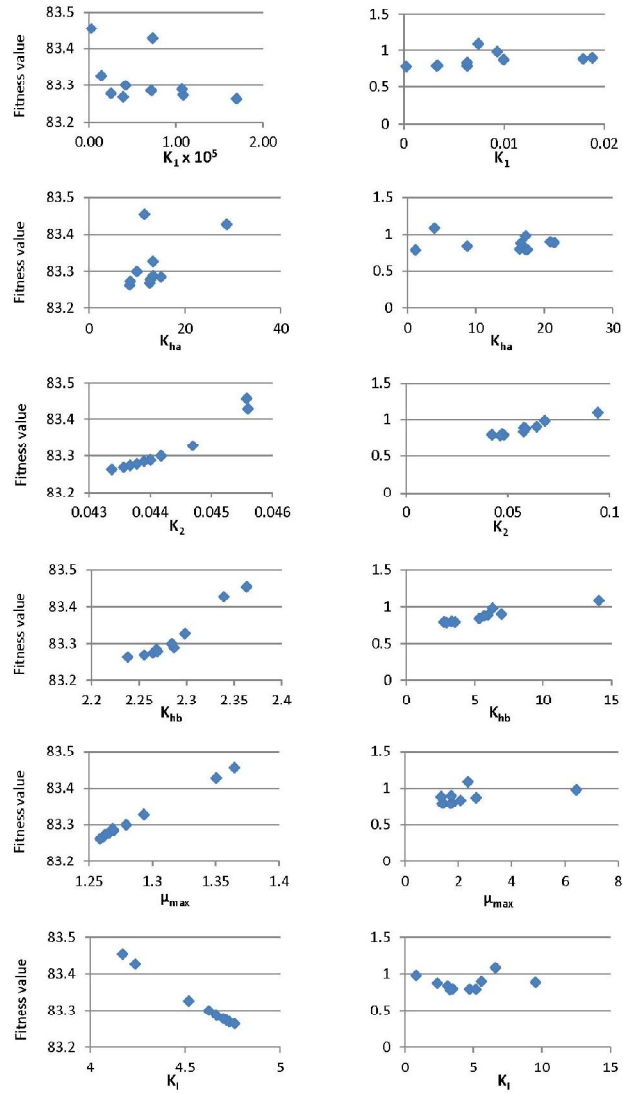 Fitness value
83.5
83.4
83.3
83.2
0.00 1.00 2.00
K1 x 10^5
1.5
1
0.5
0
0 0.01 0.02
K1
Fitness value
83.5
83.4
83.3
83.2
0 20 40
Kha
1.5
1
0.5
0
0 10 20 30
Kha
Fitness value
83.5
83.4
83.3
83.2
0.043 0.044 0.045 0.046
K2
1.5
1
0.5
0
0 0.05 0.1
K2
Fitness value
83.5
83.4
83.3
83.2
2.2 2.25 2.3 2.35 2.4
Khb
1.5
1
0.5
0
0 5 10 15
Khb
Fitness value
83.5
83.4
83.3
83.2
1.25 1.3 1.35 1.4
μmax
1.5
1
0.5
0
0 2 4 6 8
μmax
Fitness value
83.5
83.4
83.3
83.2
4 4.5 5
KI
1.5
1
0.5
0
0 5 10 15
KI